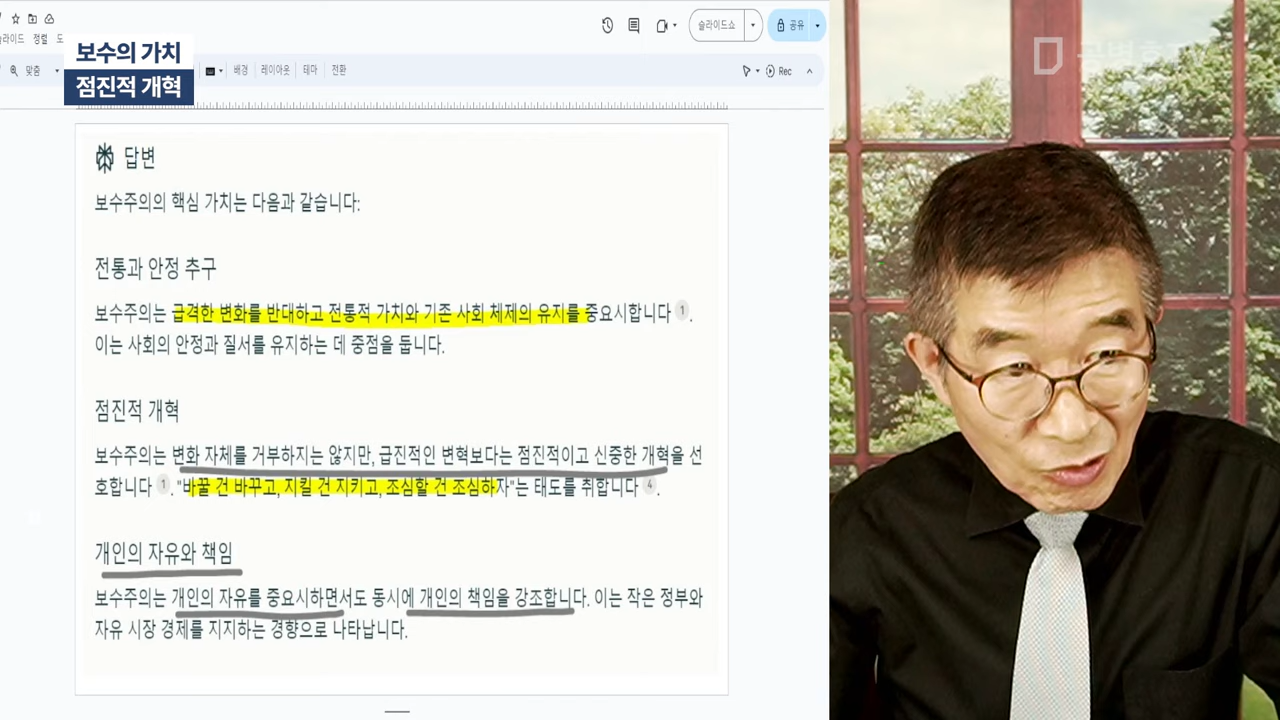 보수의 가치
점진적 개혁
맞춤
배경 레이아웃 테마 전환
슬라이드쇼
공유
Rec
답변
보수주의의 핵심 가치는 다음과 같습니다:
전통과 안정 추구
보수주의는 급격한 변화를 반대하고 전통적 가치와 기존 사회 체제의 유지를 중요시합니다 1.
이는 사회의 안정과 질서를 유지하는 데 중점을 둡니다.
점진적 개혁
보수주의는 변화 자체를 거부하지는 않지만, 급진적인 변혁보다는 점진적이고 신중한 개혁을 선
호합니다 1. "바꿀 건 바꾸고, 지킬 건 지키고, 조심할 건 조심하자"는 태도를 취합니다 4.
개인의 자유와 책임
보수주의는 개인의 자유를 중요시하면서도 동시에 개인의 책임을 강조합니다. 이는 작은 정부와
자유 시장 경제를 지지하는 경향으로 나타납니다.